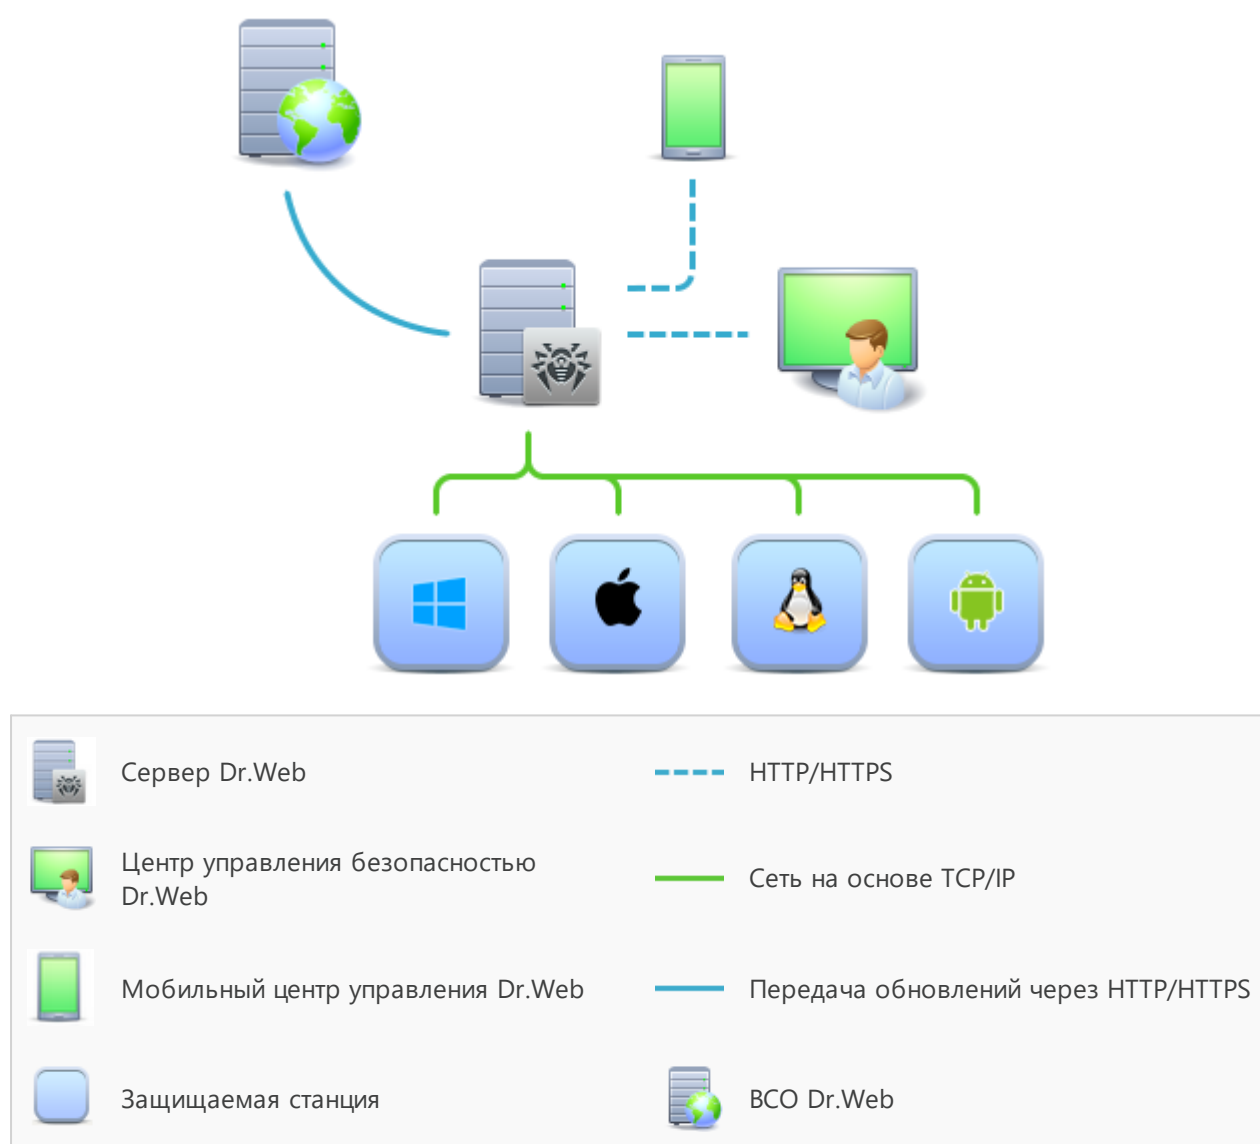 Сервер Dr.Web
HTTP/HTTPS
Центр управления безопасностью
Dr.Web
Сеть на основе TCP/IP
Мобильный центр управления Dr.Web
Передача обновлений через HTTP/HTTPS
Защищаемая станция
ВСО Dr.Web